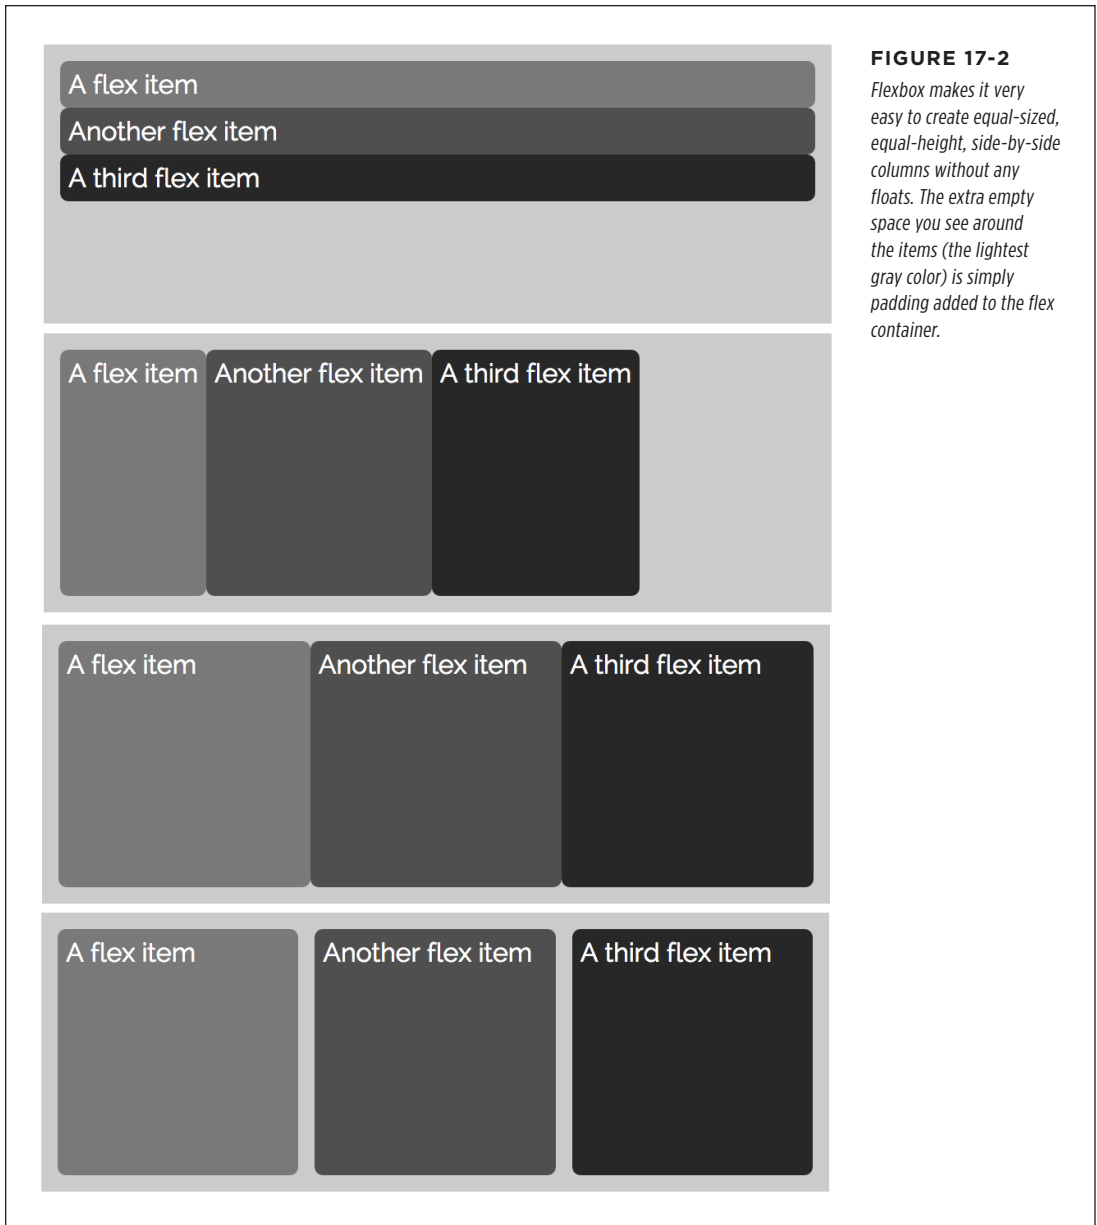 A flex item
Another flex item
A third flex item
A flex item
Another flex item
A third flex item
A flex item
Another flex item
A third flex item
A flex item
Another flex item
A third flex item
FIGURE 17-2
Flexbox makes it very
easy to create equal-sized,
equal-height, side-by-side
columns without any
floats. The extra empty
space you see around
the items (the lightest
gray color) is simply
padding added to the flex
container.